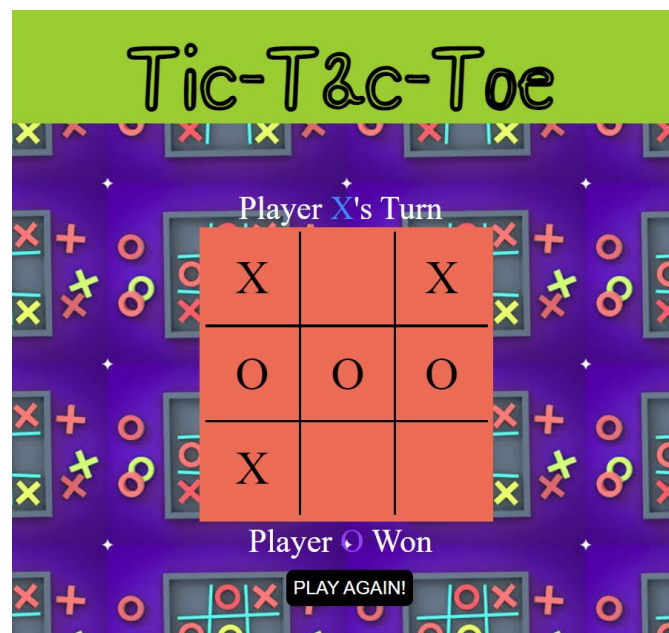 Tic-Tac-Toe
Player X's Turn
X X
O O O
X
Player O Won
PLAY AGAIN!